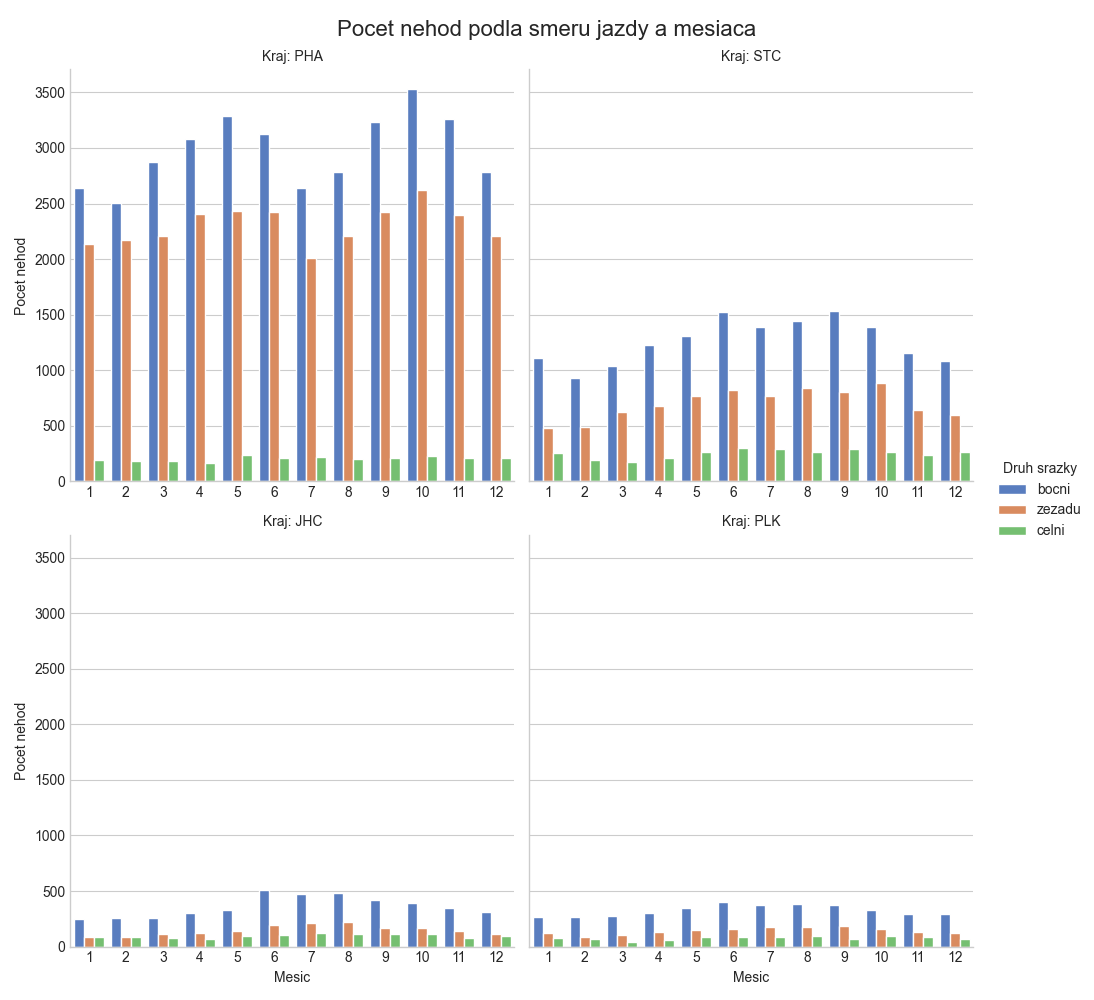 Pocet nehod podla smeru jazdy a mesiaca
Kraj: PHA
Pocet nehod
3500
3000
2500
2000
1500
1000
500
0
1 2 3 4 5 6 7 8 9 10 11 12
Kraj: STC
1 2 3 4 5 6 7 8 9 10 11 12
Kraj: JHC
Pocet nehod
3500
3000
2500
2000
1500
1000
500
0
1 2 3 4 5 6 7 8 9 10 11 12
Mesic
Kraj: PLK
1 2 3 4 5 6 7 8 9 10 11 12
Mesic
Druh srazky
bocni
zezadu
celni